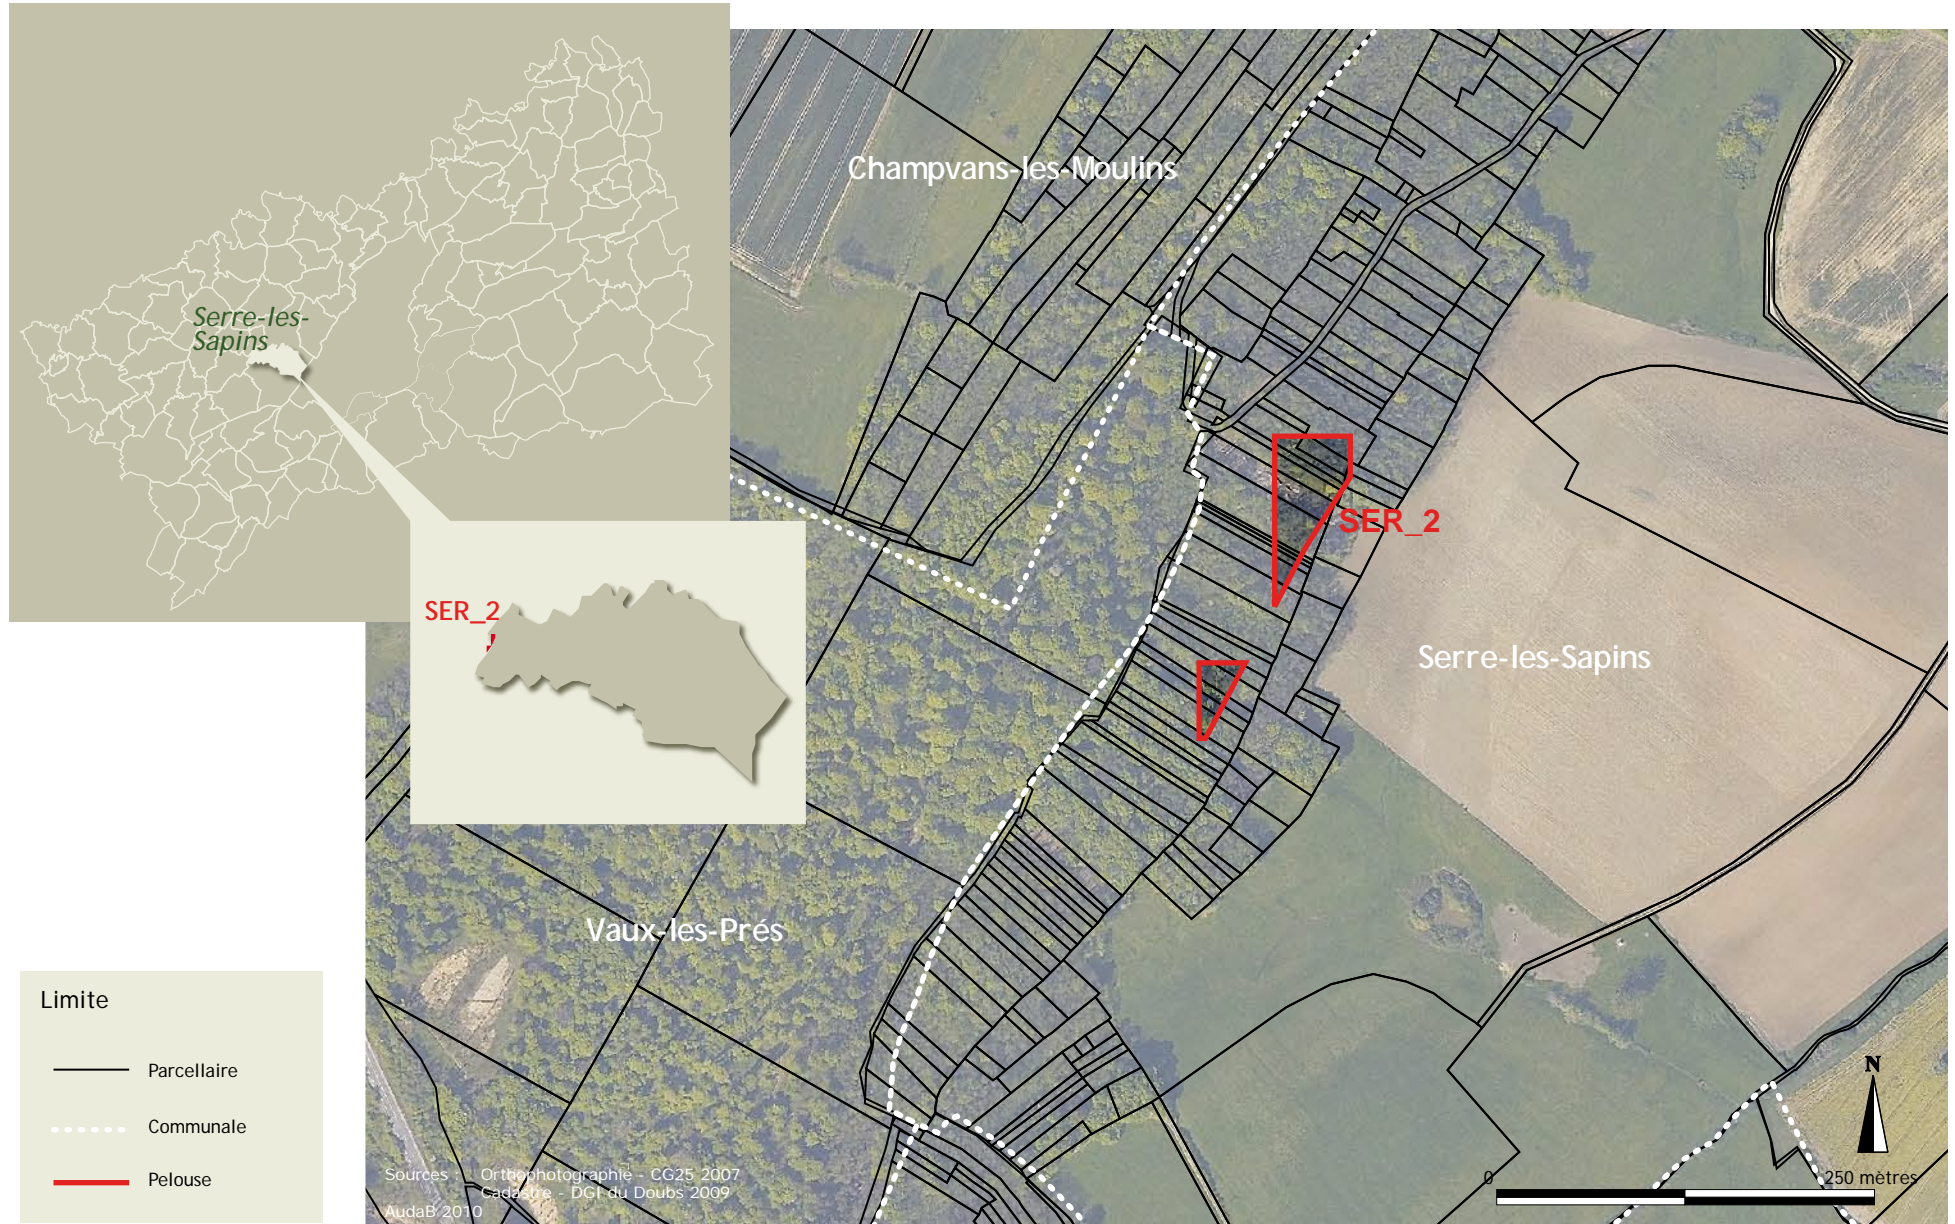 Champvans-les-Moulins
Serre-les-
Sapins
SER_2
SER_2
Serre-les-Sapins
Vaux-les-Prés
Limite
Parcellaire
Communale
Pelouse
Sources : Orthophotographie - CG25 2007
Cadastre - DGI du Doubs 2009
AudaB 2010
N
0 250 mètres